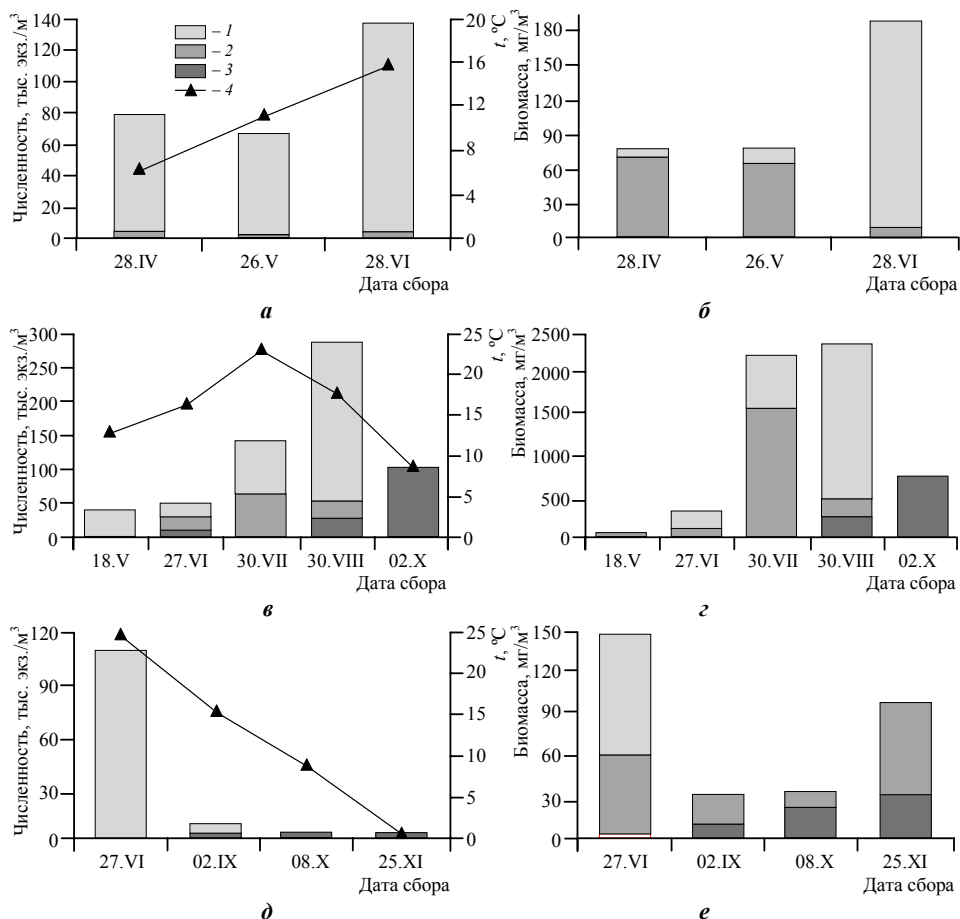 Численность, тыс. экз./м³
140
120
100
80
60
40
20
0
– 1
– 2
– 3
– 4
20
16
12
8
4
0
t, ºC
28.IV 26.V 28.VI
Дата сбора
а
Биомасса, мг/м³
180
150
120
90
60
30
0
28.IV 26.V 28.VI
Дата сбора
б
Численность, тыс. экз./м³
300
250
200
150
100
50
0
25
20
15
10
5
0
t, ºC
18.V 27.VI 30.VII 30.VIII 02.X
Дата сбора
в
Биомасса, мг/м³
2500
2000
1500
1000
500
0
18.V 27.VI 30.VII 30.VIII 02.X
Дата сбора
г
Численность, тыс. экз./м³
120
90
60
30
0
25
20
15
10
5
0
t, ºC
27.VI 02.IX 08.X 25.XI
Дата сбора
д
Биомасса, мг/м³
150
120
90
60
30
0
27.VI 02.IX 08.X 25.XI
Дата сбора
е